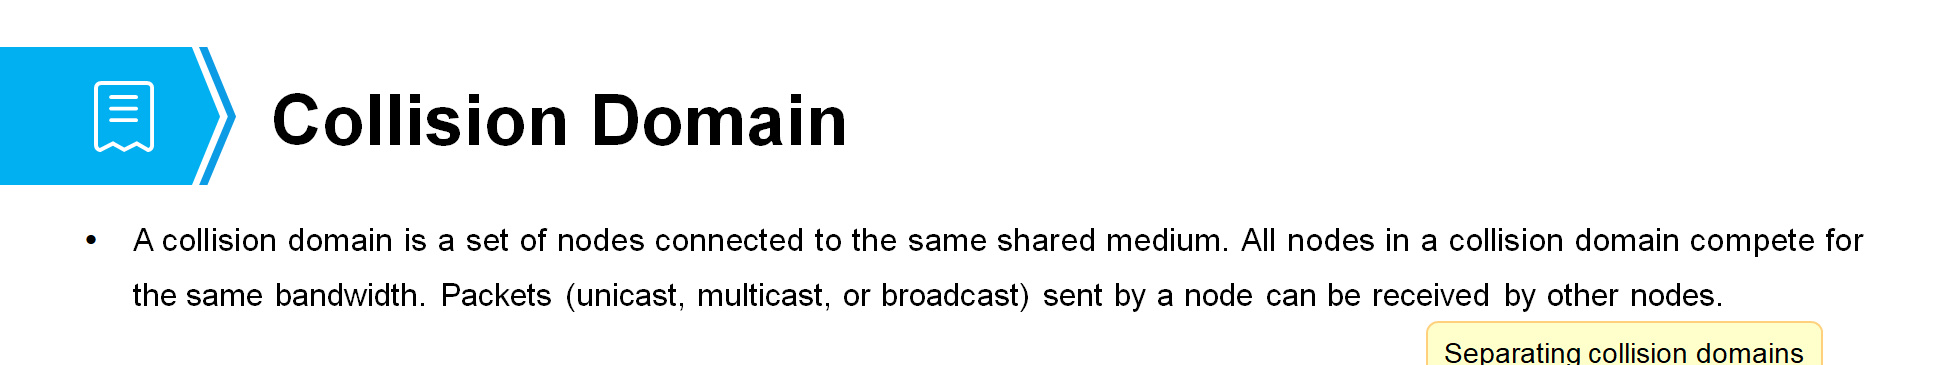 Collision Domain
• A collision domain is a set of nodes connected to the same shared medium. All nodes in a collision domain compete for
the same bandwidth. Packets (unicast, multicast, or broadcast) sent by a node can be received by other nodes.
Separating collision domains